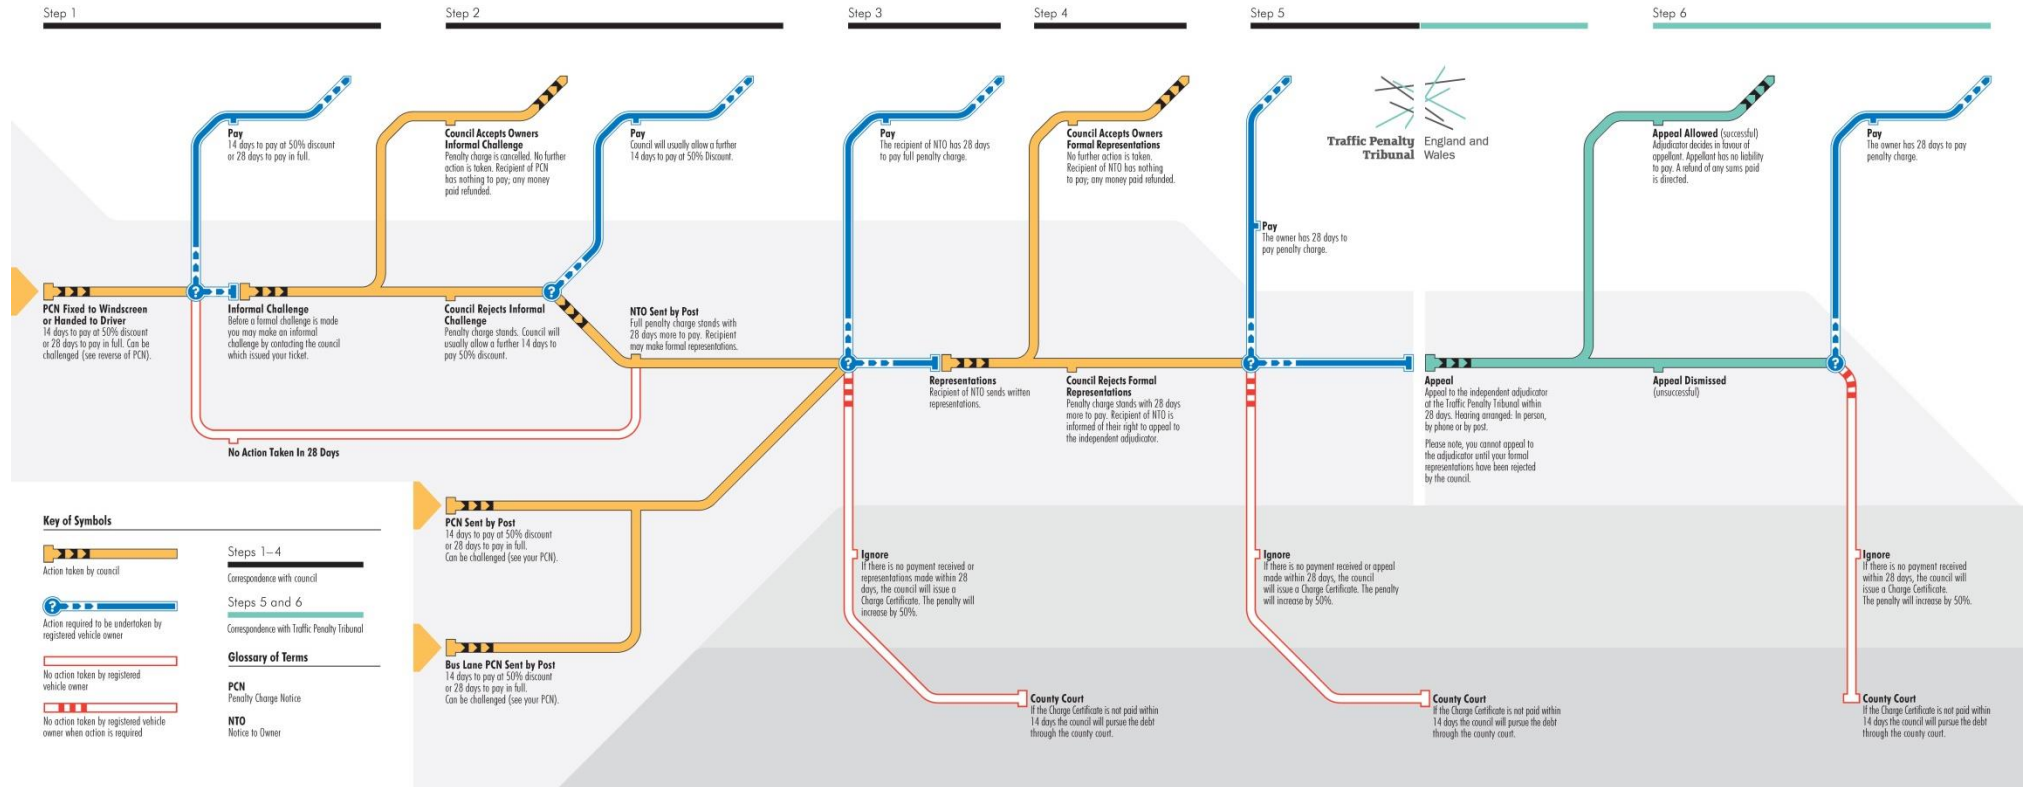 Step 1
Step 2
Step 3
Step 4
Step 5
Step 6
Pay
14 days to pay at 50% discount
or 28 days to pay in full.
Council Accepts Owners
Informal Challenge
Penalty charge is cancelled. No further
action is taken. Recipient of PCN
has nothing to pay; any money
paid refunded.
Pay
Council will usually allow a further
14 days to pay at 50% Discount.
Pay
The recipient of NTO has 28 days
to pay full penalty charge.
Council Accepts Owners
Formal Representations
No further action is taken.
Recipient of NTO has nothing
to pay; any money paid refunded.
Pay
The owner has 28 days to
pay penalty charge.
Traffic Penalty
Tribunal
England and
Wales
Appeal Allowed (successful)
Adjudicator decides in favour of
appellant. Appellant has no liability
to pay. A refund of any sums paid
is directed.
Pay
The owner has 28 days to pay
penalty charge.
?
?
?
?
?
PCN Fixed to Windscreen
or Handed to Driver
14 days to pay at 50% discount
or 28 days to pay in full. Can be
challenged (see reverse of PCN).
Informal Challenge
Before a formal challenge is made
you may make an informal
challenge by contacting the council
which issued your ticket.
Council Rejects Informal
Challenge
Penalty charge stands. Council will
usually allow a further 14 days to
pay 50% discount.
NTO Sent by Post
Full penalty charge stands with
28 days more to pay. Recipient
may make formal representations.
Representations
Recipient of NTO sends written
representations.
Council Rejects Formal
Representations
Penalty charge stands with 28 days
more to pay. Recipient of NTO is
informed of their right to appeal to
the independent adjudicator.
Appeal
Appeal to the independent adjudicator
at the Traffic Penalty Tribunal within
28 days. Hearing arranged: In person,
by phone or by post.
Please note, you cannot appeal to
the adjudicator until your formal
representations have been rejected
by the council.
Appeal Dismissed
(unsuccessful)
No Action Taken In 28 Days
PCN Sent by Post
14 days to pay at 50% discount
or 28 days to pay in full.
Can be challenged (see your PCN).
Bus Lane PCN Sent by Post
14 days to pay at 50% discount
or 28 days to pay in full.
Can be challenged (see your PCN).
Ignore
If there is no payment received or
representations made within 28
days, the council will issue a
Charge Certificate. The penalty will
increase by 50%.
Ignore
If there is no payment received or appeal
made within 28 days, the council
will issue a Charge Certificate. The penalty
will increase by 50%.
Ignore
If there is no payment received
within 28 days, the council will
issue a Charge Certificate.
The penalty will increase by 50%.
County Court
If the Charge Certificate is not paid within
14 days the council will pursue the debt
through the county court.
County Court
If the Charge Certificate is not paid within
14 days the council will pursue the debt
through the county court.
County Court
If the Charge Certificate is not paid within
14 days the council will pursue the debt
through the county court.
Key of Symbols
Action taken by council
?
Action required to be undertaken by
registered vehicle owner
No action taken by registered
vehicle owner
No action taken by registered vehicle
owner when action is required
Steps 1–4
Correspondence with council
Steps 5 and 6
Correspondence with Traffic Penalty Tribunal
Glossary of Terms
PCN
Penalty Charge Notice
NTO
Notice to Owner